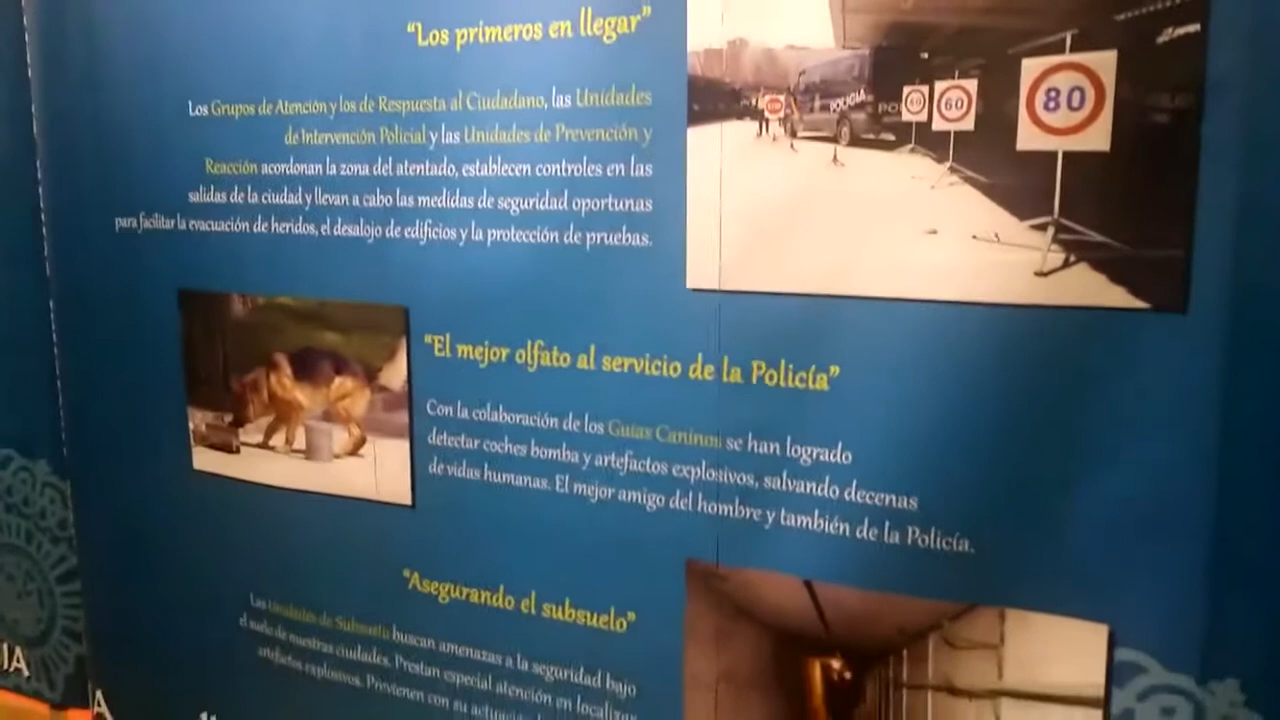 “Los primeros en llegar”
Los Grupos de Atención y los de Respuesta al Ciudadano, las Unidades
de Intervención Policial y las Unidades de Prevención y
Reacción acordonan la zona del atentado, establecen controles en las
salidas de la ciudad y llevan a cabo las medidas de seguridad oportunas
para facilitar la evacuación de heridos, el desalojo de edificios y la protección de pruebas.
POLICIA
STOP
40
60
80
“El mejor olfato al servicio de la Policía”
Con la colaboración de los Guías Caninos se han logrado
detectar coches bomba y artefactos explosivos, salvando decenas
de vidas humanas. El mejor amigo del hombre y también de la Policía.
“Asegurando el subsuelo”
Las Unidades de Subsuelo buscan amenazas a la seguridad bajo
el suelo de nuestras ciudades. Prestan especial atención en localizar
artefactos explosivos. Previenen con su
IA
A